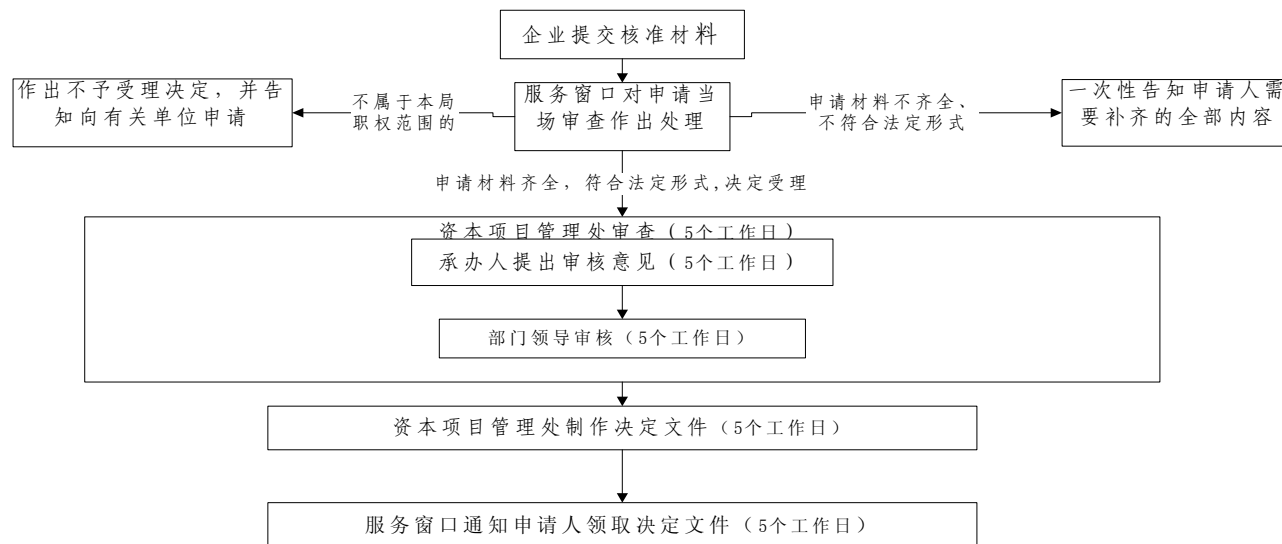 企业提交核准材料
作出不予受理决定，并告
知向有关单位申请
不属于本局
职权范围的
服务窗口对申请当
场审查作出处理
申请材料不齐全、
不符合法定形式
一次性告知申请人需
要补齐的全部内容
申请材料齐全，符合法定形式,决定受理
资本项目管理处审查（5个工作日）
承办人提出审核意见（5个工作日）
部门领导审核（5个工作日）
资本项目管理处制作决定文件（5个工作日）
服务窗口通知申请人领取决定文件（5个工作日）